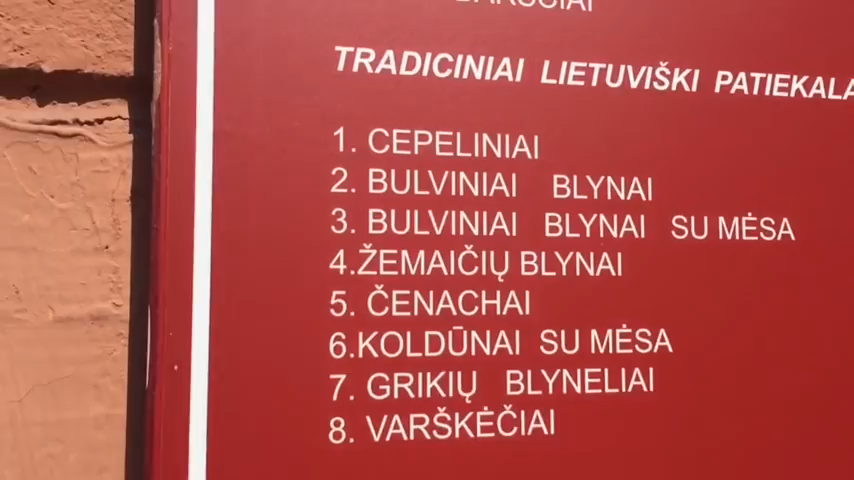 TRADICINIAI LIETUVIŠKI
1. CEPELINIAI
2. BULVINIAI BLYNAI
3. BULVINIAI BLYNAI SU MĖSA
4.ŽEMAIČIŲ BLYNAI
5. ČENACHAI
6.KOLDŪNAI SU MĖSA
7. GRIKIŲ BLYNELIAI
8. VARŠKĖČIAI